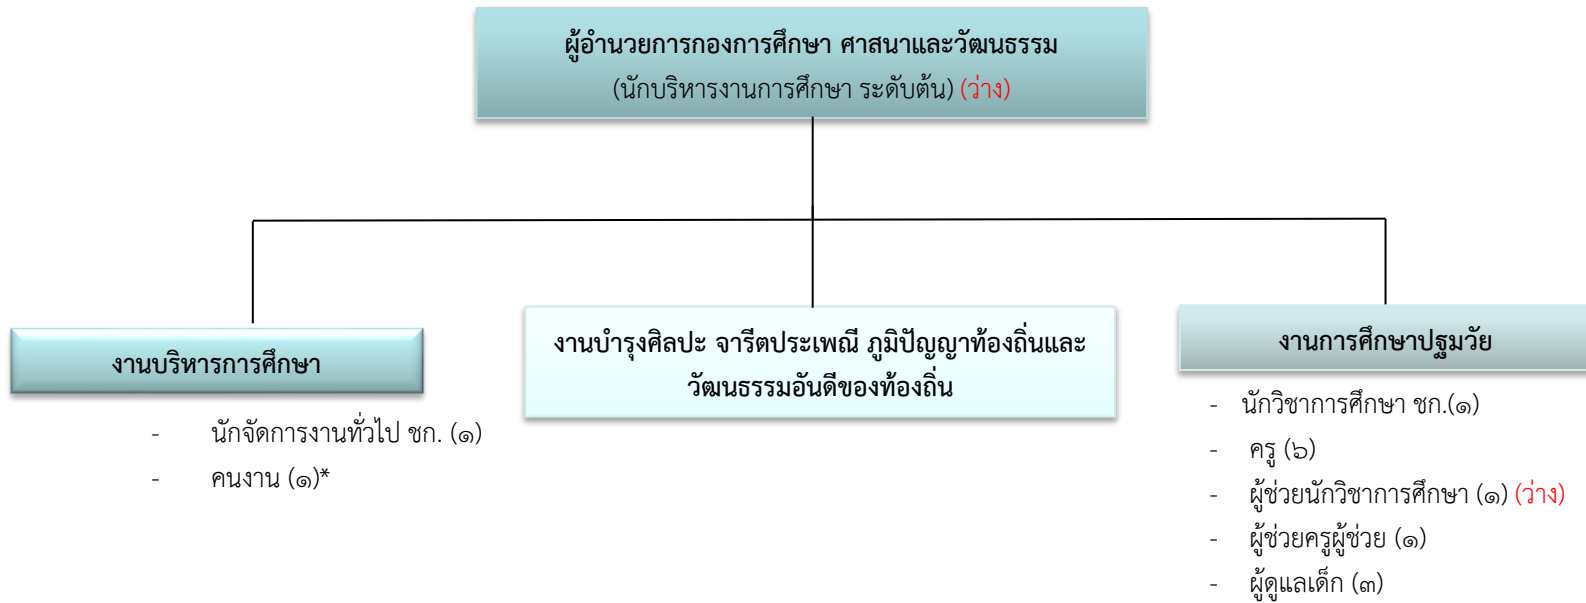 ผู้อำนวยการกองการศึกษา ศาสนาและวัฒนธรรม
(นักบริหารงานการศึกษา ระดับต้น) (ว่าง)
งานบริหารการศึกษา
- นักจัดการงานทั่วไป ชก. (๑)
- คนงาน (๑)*
งานบำรุงศิลปะ จารีตประเพณี ภูมิปัญญาท้องถิ่นและ
วัฒนธรรมอันดีของท้องถิ่น
งานการศึกษาปฐมวัย
- นักวิชาการศึกษา ชก.(๑)
- ครู (๖)
- ผู้ช่วยนักวิชาการศึกษา (๑) (ว่าง)
- ผู้ช่วยครูผู้ช่วย (๑)
- ผู้ดูแลเด็ก (๓)